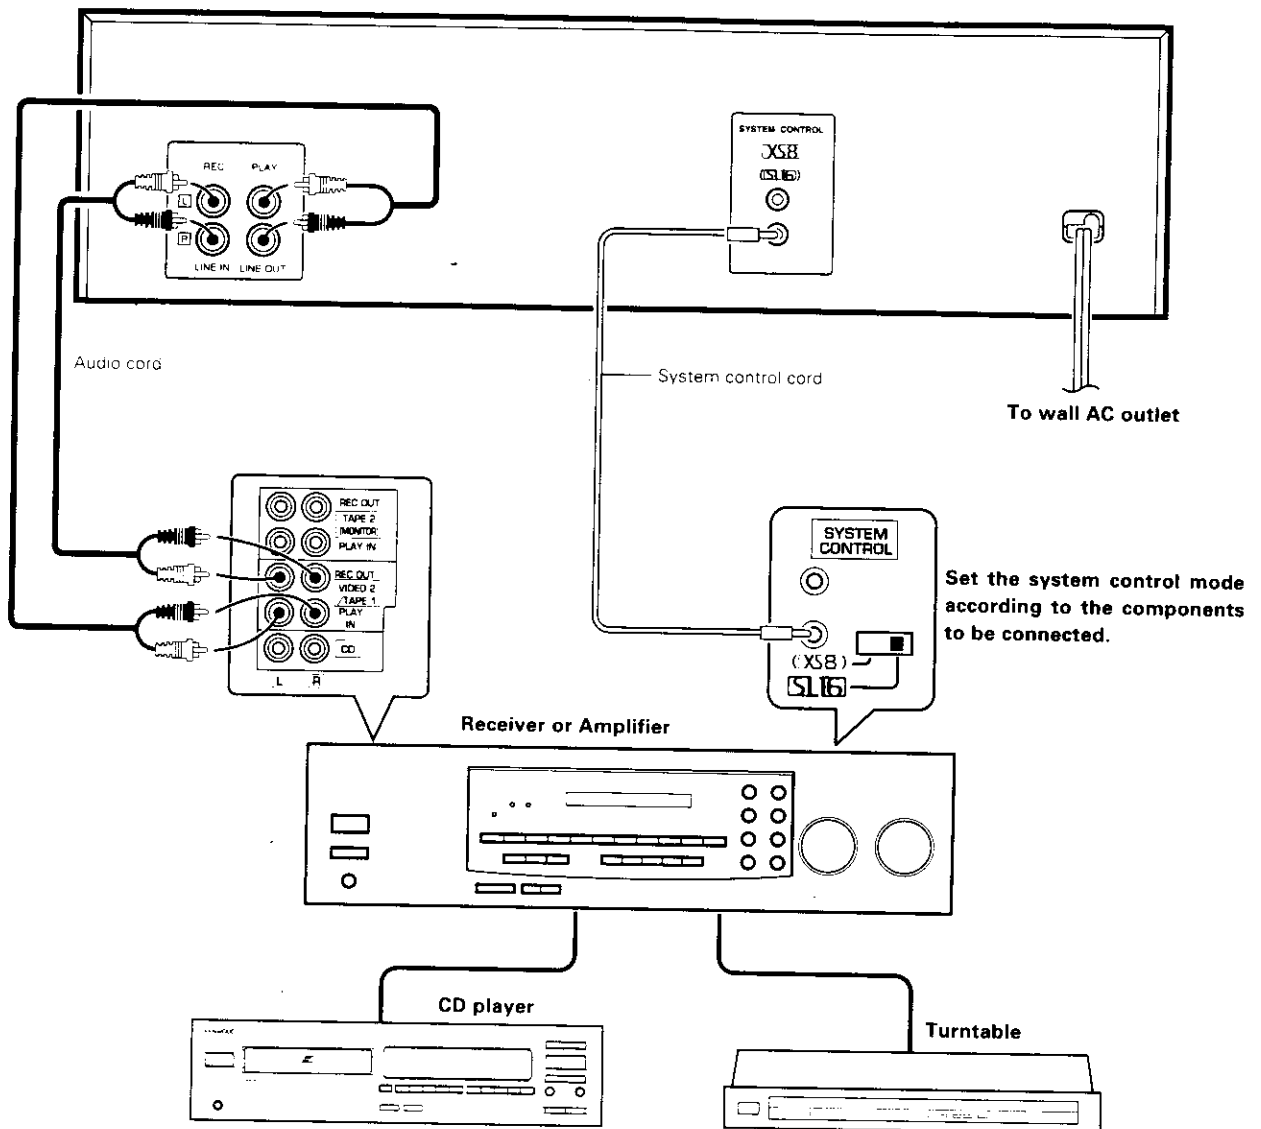 SYSTEM CONTROL
XS8
(SL16)
REC PLAY
L
R
LINE IN LINE OUT
Audio cord
System control cord
To wall AC outlet
REC OUT
TAPE 2
MONITOR
PLAY IN
REC OUT
VIDEO 2
/TAPE 1
PLAY
IN
CD
L R
SYSTEM
CONTROL
(XS8)
SL16
Set the system control mode
according to the components
to be connected.
Receiver or Amplifier
CD player
Turntable